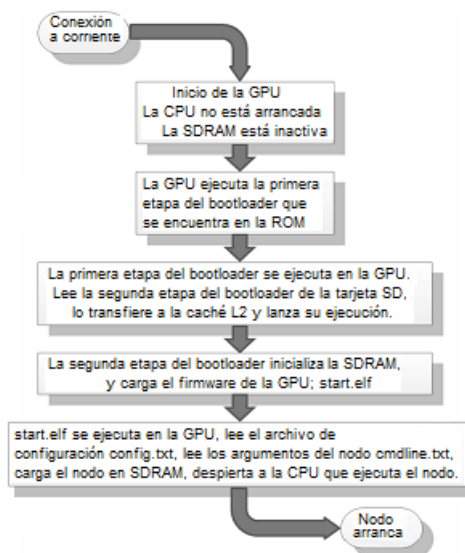 Conexión
a corriente
Inicio de la GPU
La CPU no está arrancada
La SDRAM está inactiva
La GPU ejecuta la primera
etapa del bootloader que
se encuentra en la ROM
La primera etapa del bootloader se ejecuta en la GPU.
Lee la segunda etapa del bootloader de la tarjeta SD,
lo transfiere a la caché L2 y lanza su ejecución.
La segunda etapa del bootloader inicializa la SDRAM,
y carga el firmware de la GPU; start.elf
start.elf se ejecuta en la GPU, lee el archivo de
configuración config.txt, lee los argumentos del nodo cmdline.txt,
carga el nodo en SDRAM, despierta a la CPU que ejecuta el nodo.
Nodo
arranca